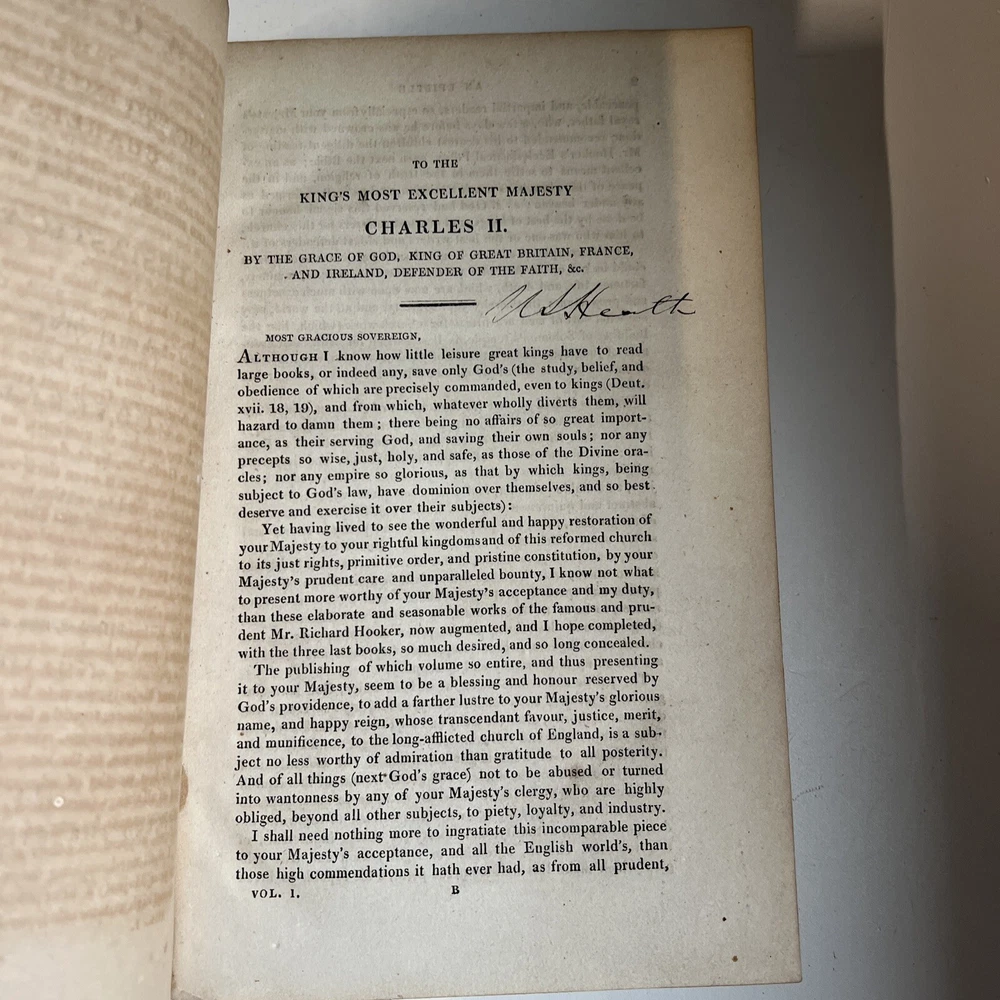 TO THE
KING'S MOST EXCELLENT MAJESTY
CHARLES II.
BY THE GRACE OF GOD, KING OF GREAT BRITAIN, FRANCE,
AND IRELAND, DEFENDER OF THE FAITH, &c.
Heath
MOST GRACIOUS SOVEREIGN,
ALTHOUGH I know how little leisure great kings have to read
large books, or indeed any, save only God's (the study, belief, and
obedience of which are precisely commanded, even to kings (Deut.
xvii. 18, 19), and from which, whatever wholly diverts them, will
hazard to damn them; there being no affairs of so great import-
ance, as their serving God, and saving their own souls; nor any
precepts so wise, just, holy, and safe, as those of the Divine ora-
cles; nor any empire so glorious, as that by which kings, being
subject to God's law, have dominion over themselves, and so best
deserve and exercise it over their subjects):
Yet having lived to see the wonderful and happy restoration of
your Majesty to your rightful kingdoms and of this reformed church
to its just rights, primitive order, and pristine constitution, by your
Majesty's prudent care and unparalleled bounty, I know not what
to present more worthy of your Majesty's acceptance and my duty,
than these elaborate and seasonable works of the famous and pru-
dent Mr. Richard Hooker, now augmented, and I hope completed,
with the three last books, so much desired, and so long concealed.
The publishing of which volume so entire, and thus presenting
it to your Majesty, seem to be a blessing and honour reserved by
God's providence, to add a farther lustre to your Majesty's glorious
name, and happy reign, whose transcendant favour, justice, merit,
and munificence, to the long-afflicted church of England, is a sub-
ject no less worthy of admiration than gratitude to all posterity.
And of all things (next God's grace) not to be abused or turned
into wantonness by any of your Majesty's clergy, who are highly
obliged, beyond all other subjects, to piety, loyalty, and industry.
I shall need nothing more to ingratiate this incomparable piece
to your Majesty's acceptance, and all the English world's, than
those high commendations it hath ever had, as from all prudent,
VOL. 1. B